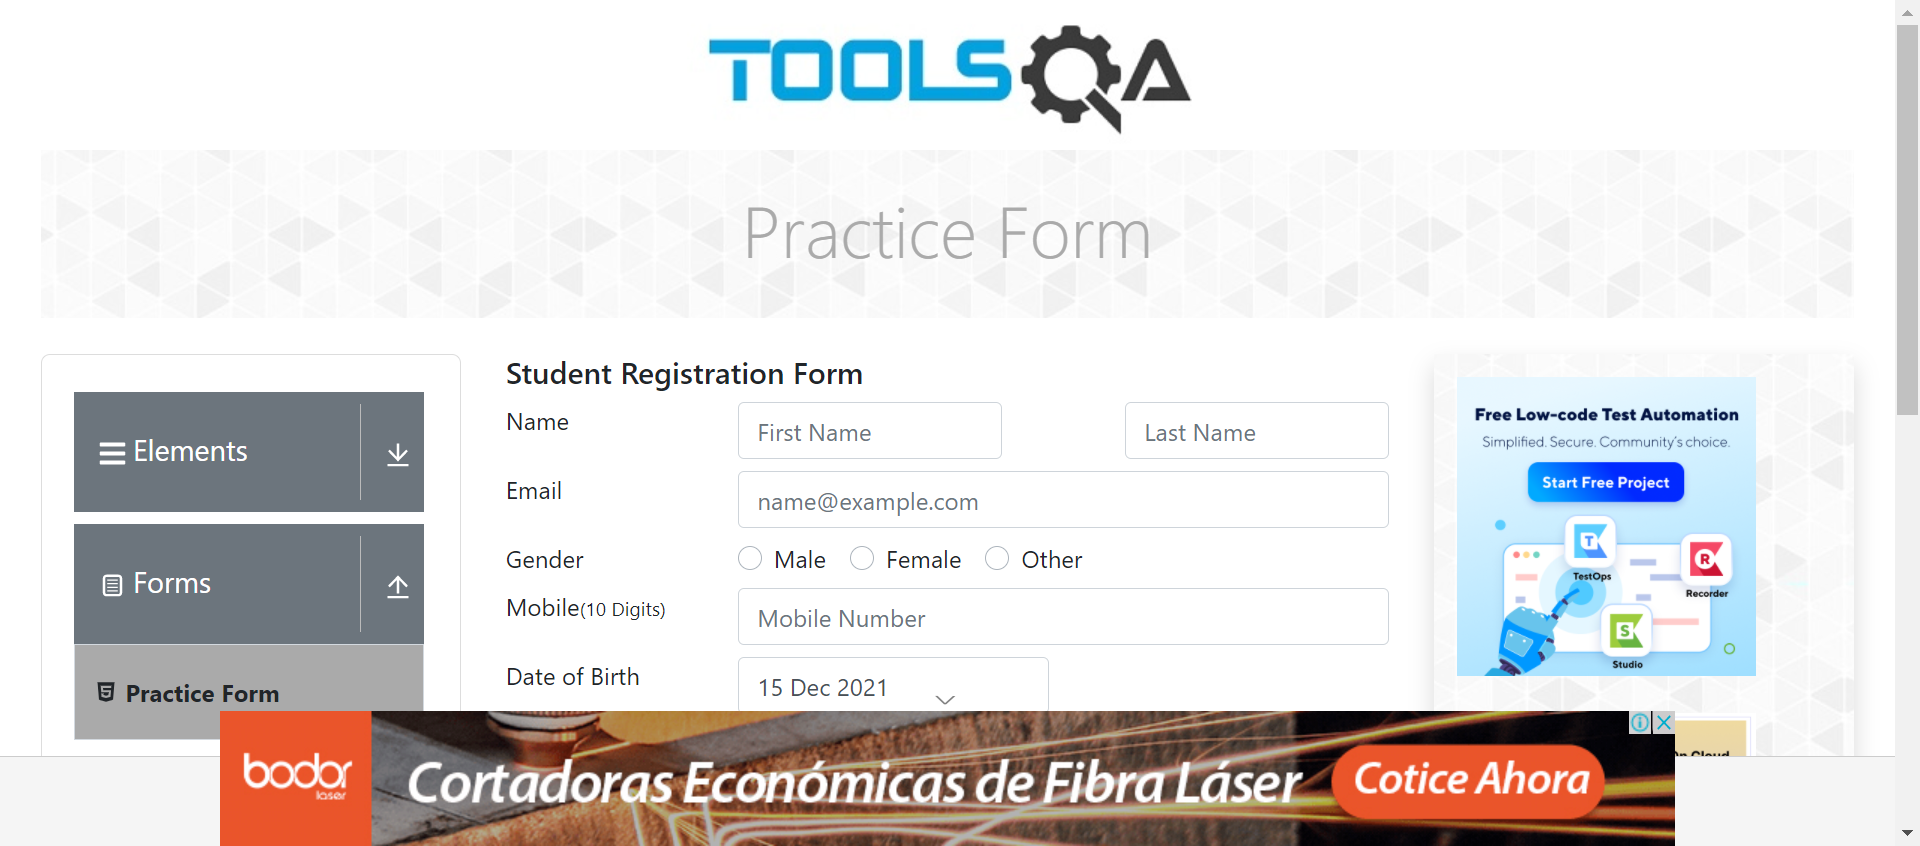 TOOLSQA
Practice Form
Elements
Forms
Practice Form
Student Registration Form
Name
First Name
Last Name
Email
name@example.com
Gender
Male
Female
Other
Mobile(10 Digits)
Mobile Number
Date of Birth
15 Dec 2021
Free Low-code Test Automation
Simplified. Secure. Community's choice.
Start Free Project
TestOps
Recorder
Studio
Cloud
bodor
laser
Cortadoras Económicas de Fibra Láser
Cotice Ahora